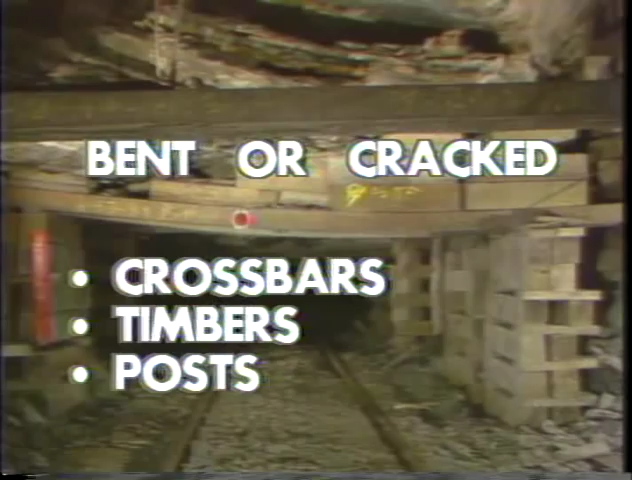 BENT OR CRACKED
• CROSSBARS
• TIMBERS
• POSTS